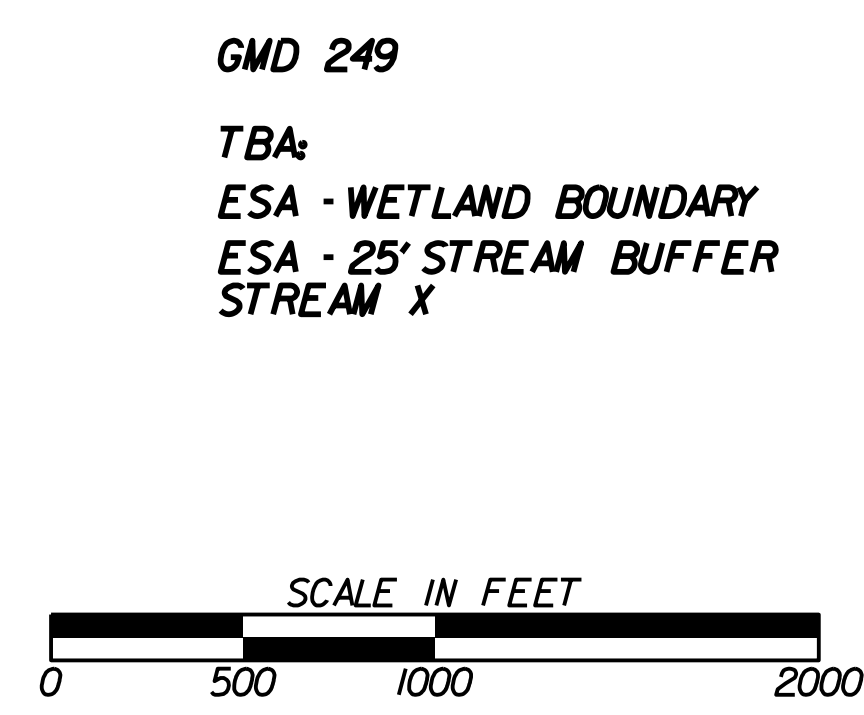 GMD 249
TBA:
ESA - WETLAND BOUNDARY
ESA - 25' STREAM BUFFER
STREAM X
SCALE IN FEET
0 500 1000 2000